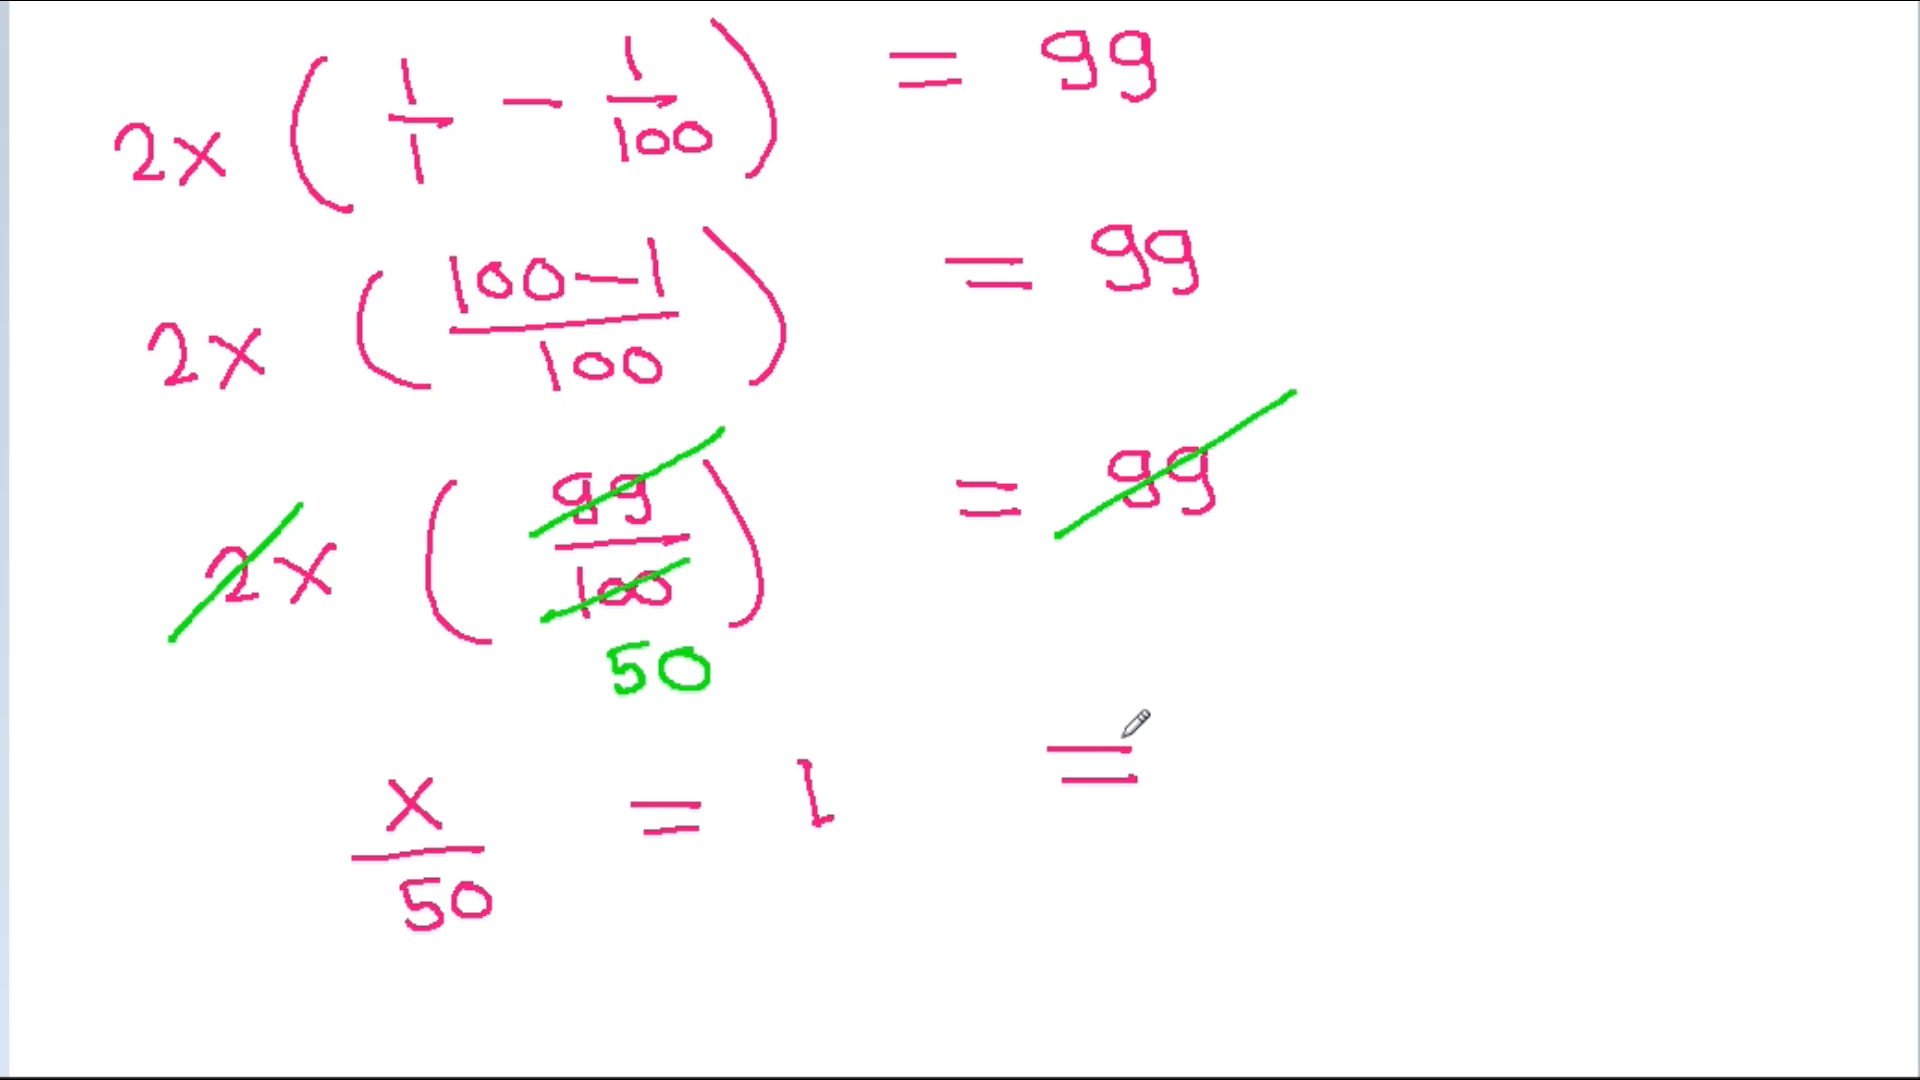 2x ( 1/1 - 1/100 ) = 99
2x ( 100-1/100 ) = 99
2x ( 99/100 ) = 99
50
x/50 = 1 =